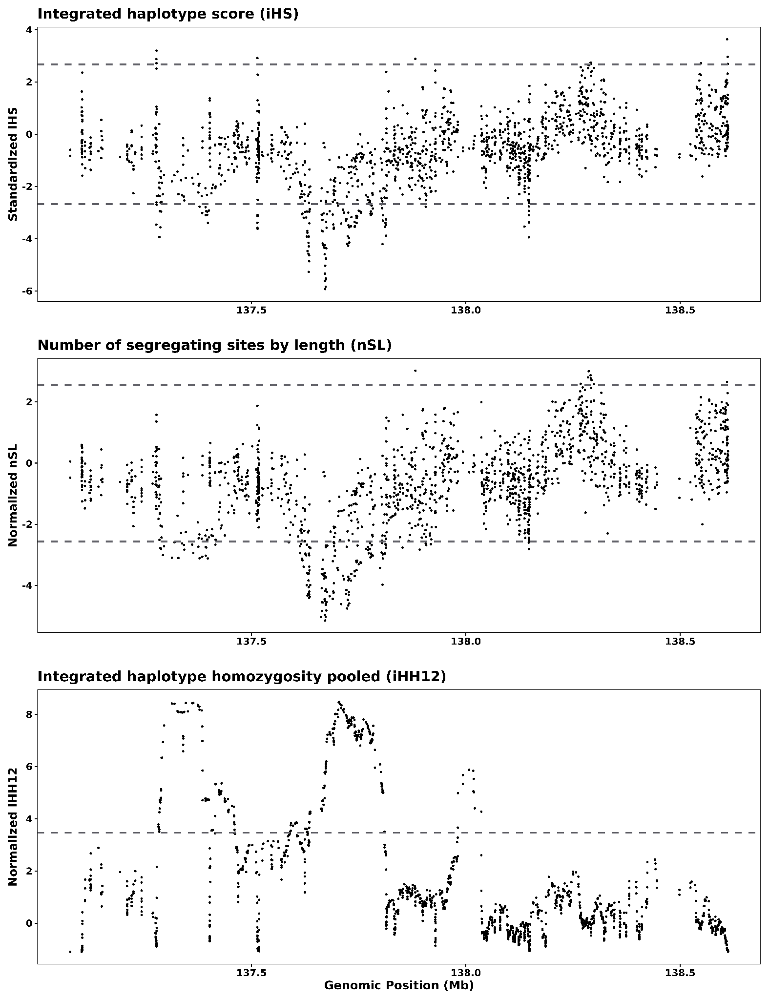 Integrated haplotype score (iHS)
Standardized iHS
4
2
0
-2
-4
-6
137.5 138.0 138.5
Number of segregating sites by length (nSL)
Normalized nSL
2
0
-2
-4
137.5 138.0 138.5
Integrated haplotype homozygosity pooled (iHH12)
Normalized iHH12
8
6
4
2
0
137.5 138.0 138.5
Genomic Position (Mb)